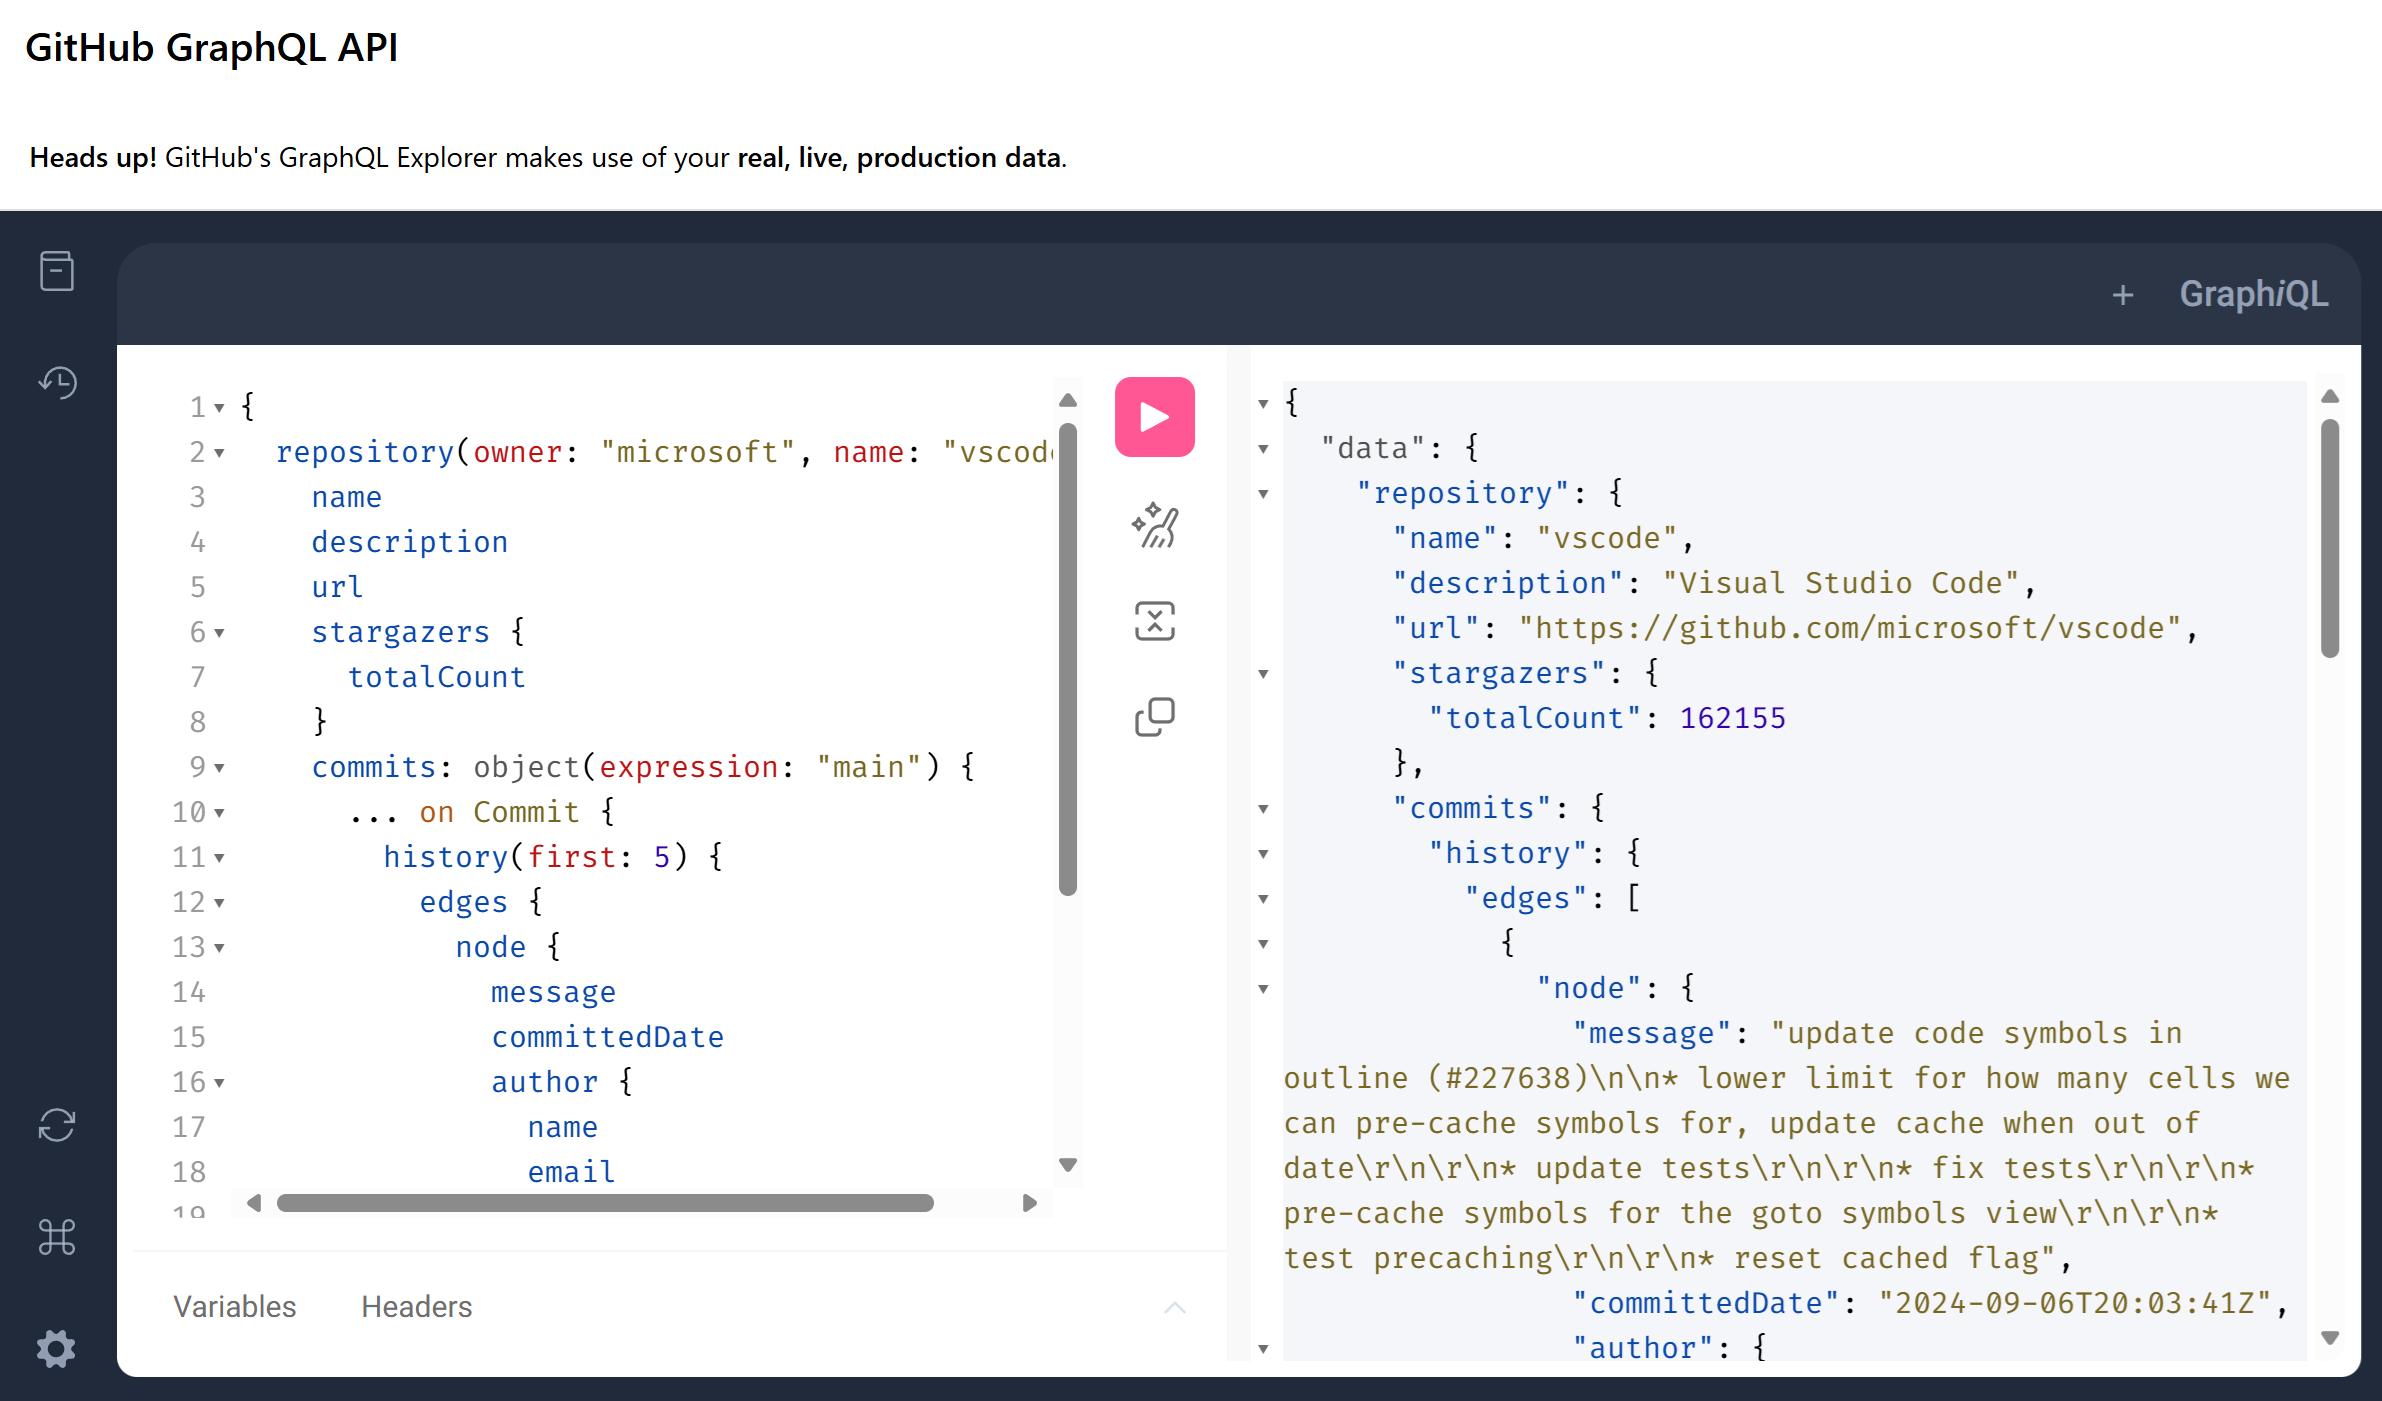 GitHub GraphQL API
Heads up! GitHub's GraphQL Explorer makes use of your real, live, production data.
+ GraphiQL
1 {
2 repository(owner: "microsoft", name: "vscod
3 name
4 description
5 url
6 stargazers {
7 totalCount
8 }
9 commits: object(expression: "main") {
10 ... on Commit {
11 history(first: 5) {
12 edges {
13 node {
14 message
15 committedDate
16 author {
17 name
18 email
19
Variables Headers
{
"data": {
"repository": {
"name": "vscode",
"description": "Visual Studio Code",
"url": "https://github.com/microsoft/vscode",
"stargazers": {
"totalCount": 162155
},
"commits": {
"history": {
"edges": [
{
"node": {
"message": "update code symbols in
outline (#227638)\n\n* lower limit for how many cells we
can pre-cache symbols for, update cache when out of
date\r\n\r\n* update tests\r\n\r\n* fix tests\r\n\r\n*
pre-cache symbols for the goto symbols view\r\n\r\n*
test precaching\r\n\r\n* reset cached flag",
"committedDate": "2024-09-06T20:03:41Z",
"author": {